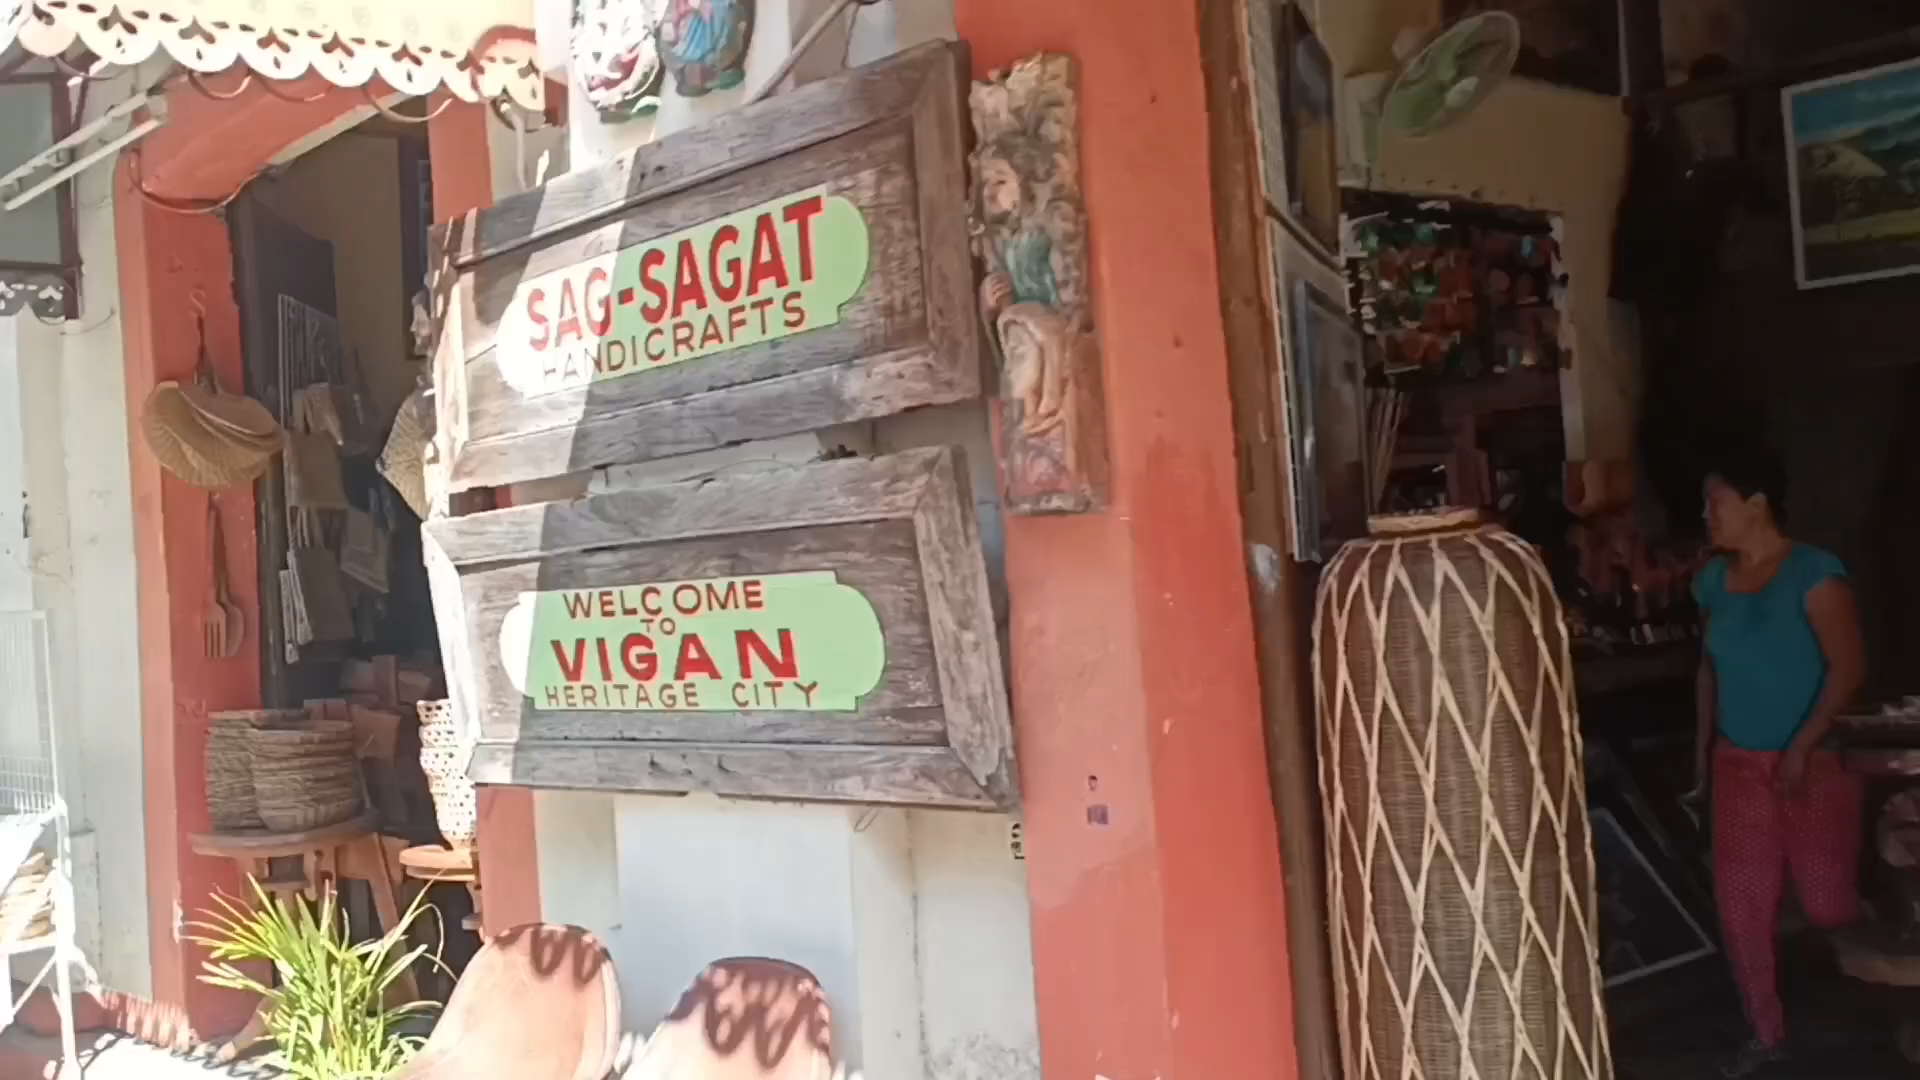 SAG-SAGAT
HANDICRAFTS
WELCOME
TO
VIGAN
HERITAGE CITY